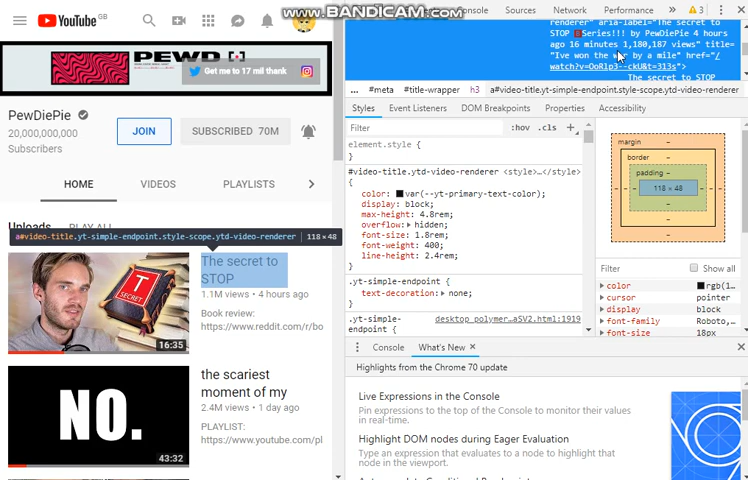 www.BANDICAM.com
YouTube GB
PEWD
Get me to 17 mil thank
PewDiePie
20,000,000,000
Subscribers
JOIN
SUBSCRIBED 70M
HOME
VIDEOS
PLAYLISTS
Uploads PLAY ALL
a#video-title.yt-simple-endpoint.style-scope.ytd-video-renderer 118×48
The secret to
STOP
1.1M views • 4 hours ago
Book review:
https://www.reddit.com/r/bo
T
SECRET
16:35
the scariest
moment of my
2.4M views • 1 day ago
PLAYLIST:
https://www.youtube.com/pl
NO.
43:32
3
renderer" aria-label="The secret to
STOP Series!!! by PewDiePie 4 hours
ago 16 minutes 1,180,187 views" title=
"Ive won the war by a mile" href="/
watch?v=OoRlp3--ckU&t=313s">
The secret to STOP
... #meta #title-wrapper h3 a#video-title.yt-simple-endpoint.style-scope.ytd-video-renderer
Styles Event Listeners DOM Breakpoints Properties Accessibility
Filter :hov .cls +
element.style {
}
#video-title.ytd-video-renderer <style>…</style>
{
color: var(--yt-primary-text-color);
display: block;
max-height: 4.8rem;
overflow: hidden;
font-size: 1.8rem;
font-weight: 400;
line-height: 2.4rem;
}
.yt-simple-endpoint {
text-decoration: none;
}
.yt-simple- desktop_polymer_…aSV2.html:1919
endpoint {
margin –
border –
padding –
118 × 48
Filter Show all
color rgb(1…
cursor pointer
display block
font-family Roboto,
font-size 18px
Console What's New ×
Highlights from the Chrome 70 update
Live Expressions in the Console
Pin expressions to the top of the Console to monitor their values
in real-time.
Highlight DOM nodes during Eager Evaluation
Type an expression that evaluates to a node to highlight that
node in the viewport.